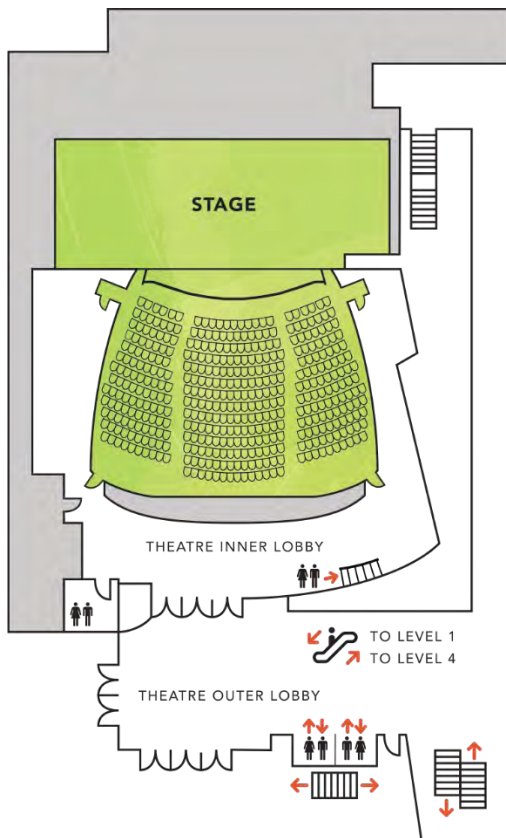 STAGE
THEATRE INNER LOBBY
TO LEVEL 1
TO LEVEL 4
THEATRE OUTER LOBBY